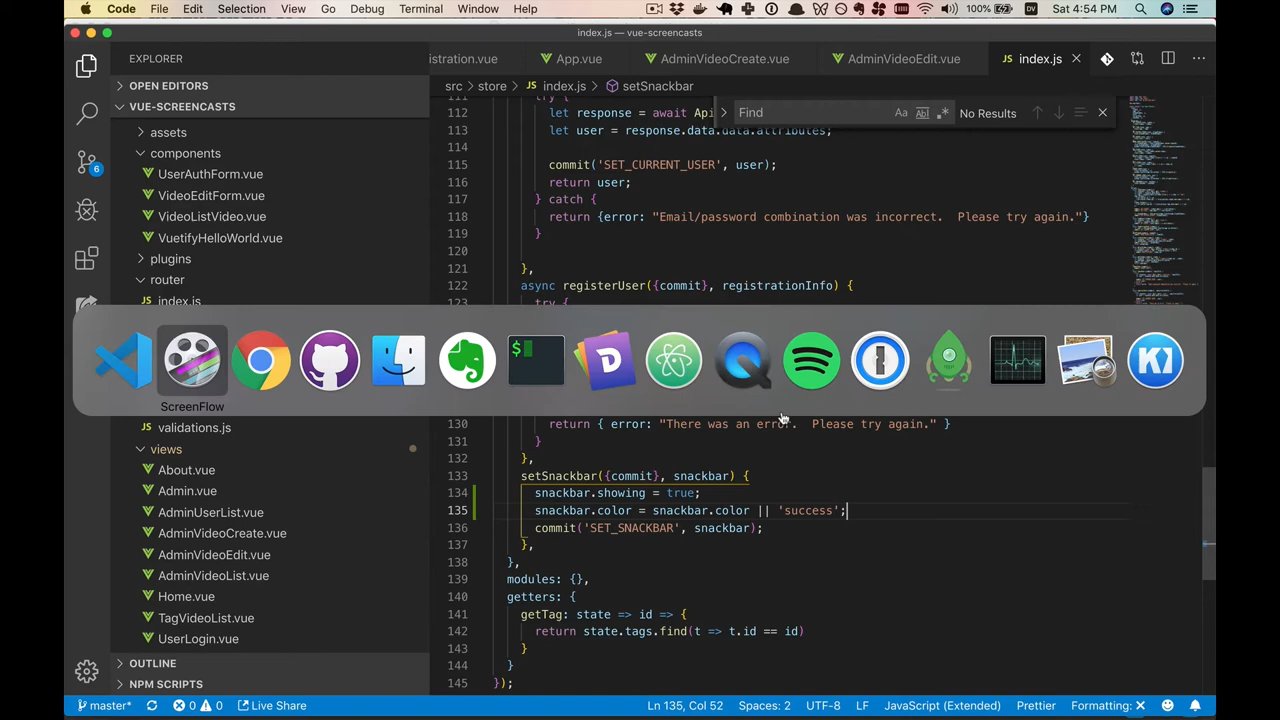 Code File Edit Selection View Go Debug Terminal Window Help 100% DV Sat 4:54 PM
index.js — vue-screencasts
EXPLORER
OPEN EDITORS
VUE-SCREENCASTS
assets
components
UserAuthForm.vue
VideoEditForm.vue
VideoListVideo.vue
VuetifyHelloWorld.vue
plugins
router
index.js
validations.js
views
About.vue
Admin.vue
AdminUserList.vue
AdminVideoCreate.vue
AdminVideoEdit.vue
AdminVideoList.vue
Home.vue
TagVideoList.vue
UserLogin.vue
OUTLINE
NPM SCRIPTS
6
istration.vue App.vue AdminVideoCreate.vue AdminVideoEdit.vue JS index.js
src › store › JS index.js › setSnackbar
Find Aa Abl No Results
111 try {
112 let response = await Api
113 let user = response.data.data.attributes;
114
115 commit('SET_CURRENT_USER', user);
116 return user;
117 } catch {
118 return {error: "Email/password combination was incorrect.  Please try again."}
119 }
120
121 },
122 async registerUser({commit}, registrationInfo) {
123 try {
ScreenFlow
130 return { error: "There was an error.  Please try again." }
131 }
132 },
133 setSnackbar({commit}, snackbar) {
134 snackbar.showing = true;
135 snackbar.color = snackbar.color || 'success';
136 commit('SET_SNACKBAR', snackbar);
137 },
138 },
139 modules: {},
140 getters: {
141 getTag: state => id => {
142 return state.tags.find(t => t.id == id)
143 }
144 }
145 });
master* 0 0 Live Share Ln 135, Col 52 Spaces: 2 UTF-8 LF JavaScript (Extended) Prettier Formatting: ✕